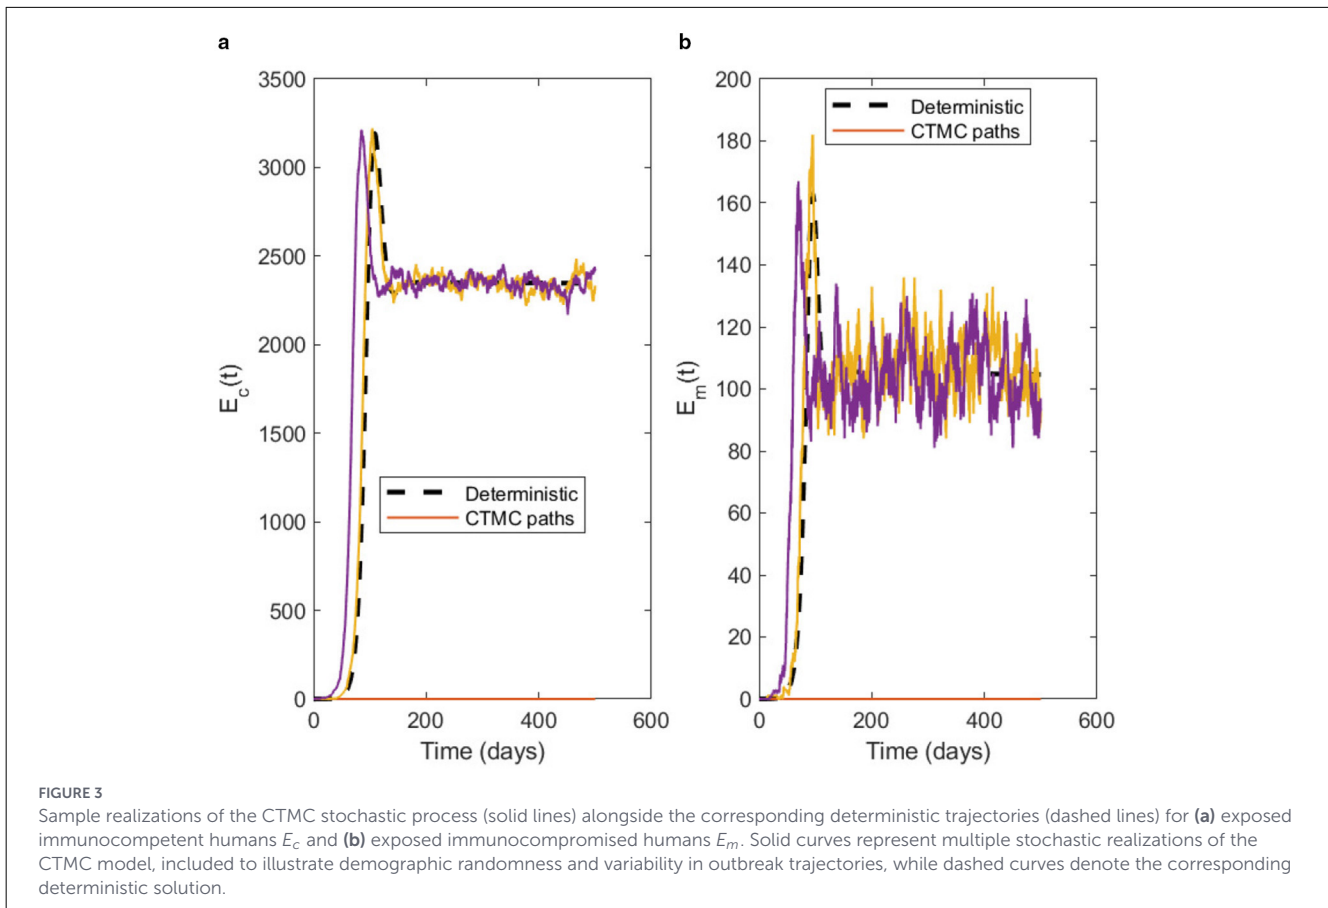 a
3500
3000
2500
2000
1500
1000
500
0
E_c(t)
Deterministic
CTMC paths
0 200 400 600
Time (days)
b
200
180
160
140
120
100
80
60
40
20
0
E_m(t)
Deterministic
CTMC paths
0 200 400 600
Time (days)
FIGURE 3
Sample realizations of the CTMC stochastic process (solid lines) alongside the corresponding deterministic trajectories (dashed lines) for (a) exposed
immunocompetent humans E_c and (b) exposed immunocompromised humans E_m. Solid curves represent multiple stochastic realizations of the
CTMC model, included to illustrate demographic randomness and variability in outbreak trajectories, while dashed curves denote the corresponding
deterministic solution.